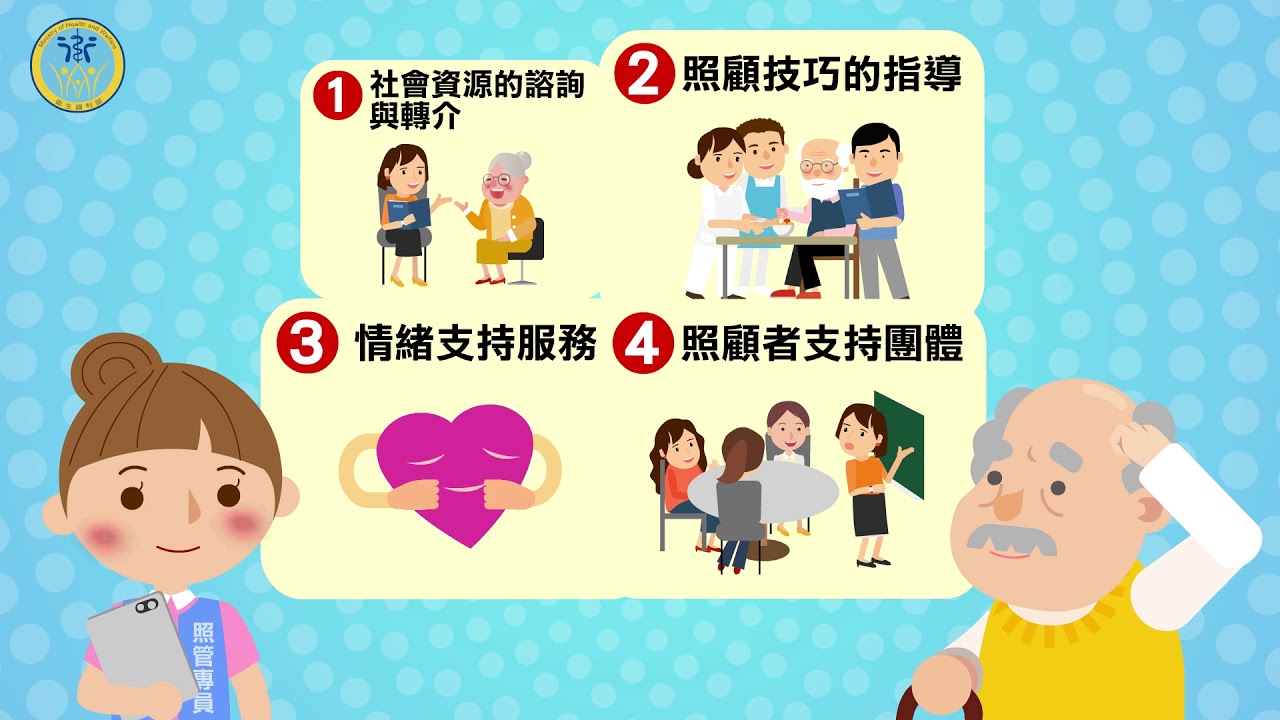 Ministry of Health and Welfare
衛生福利部
1
社會資源的諮詢
與轉介
2
照顧技巧的指導
3
情緒支持服務
4
照顧者支持團體
照管專員